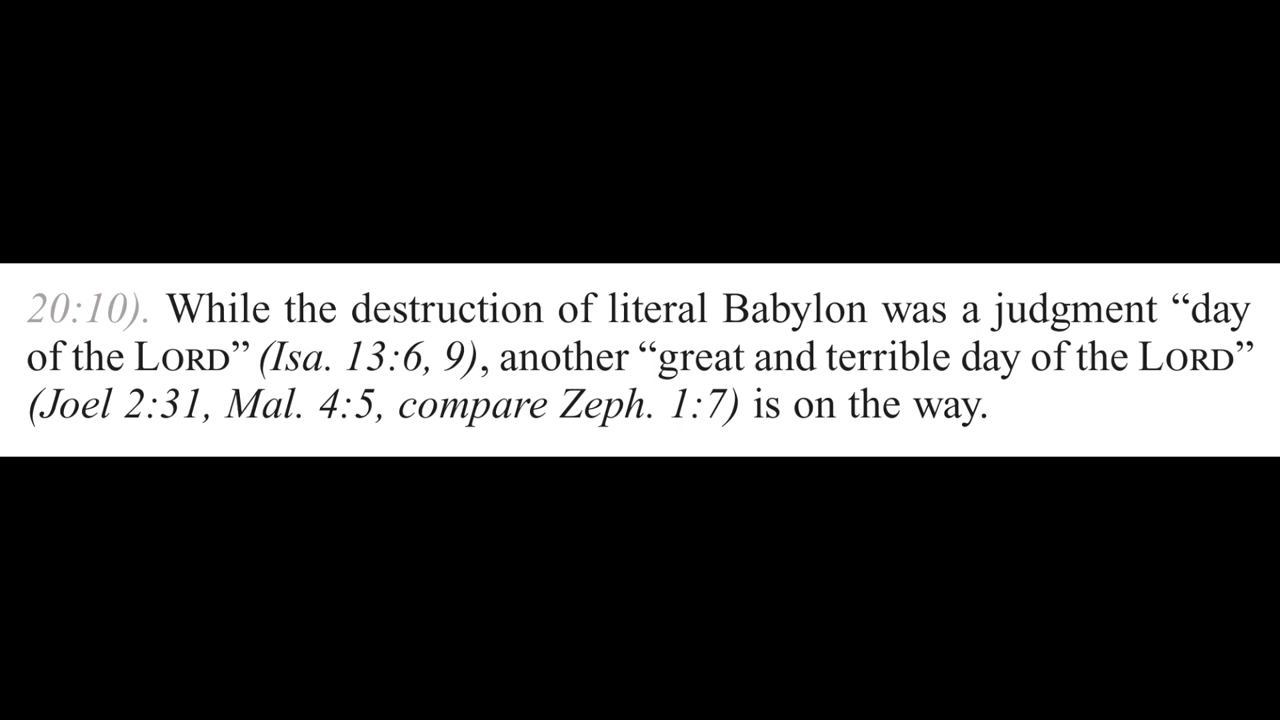 20:10). While the destruction of literal Babylon was a judgment “day
of the LORD” (Isa. 13:6, 9), another “great and terrible day of the LORD”
(Joel 2:31, Mal. 4:5, compare Zeph. 1:7) is on the way.